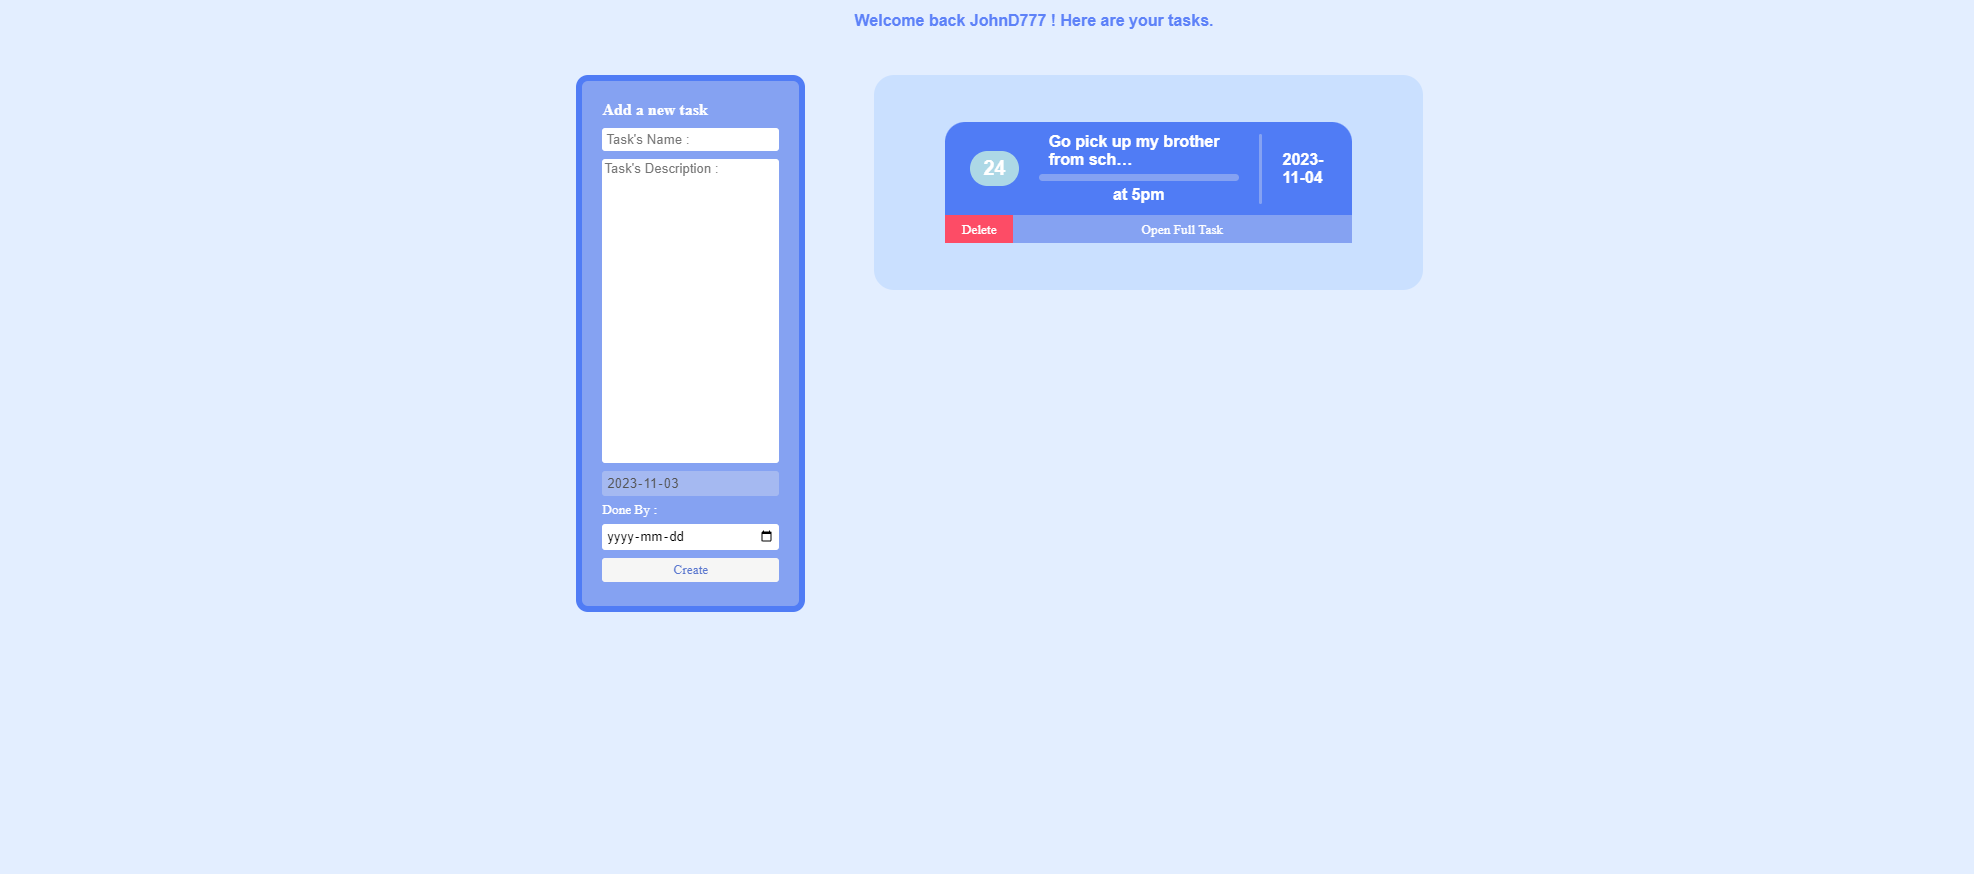 Welcome back JohnD777 ! Here are your tasks.
Add a new task
Task's Name :
Task's Description :
2023-11-03
Done By :
yyyy-mm-dd
Create
24
Go pick up my brother
from sch...
at 5pm
2023-
11-04
Delete
Open Full Task